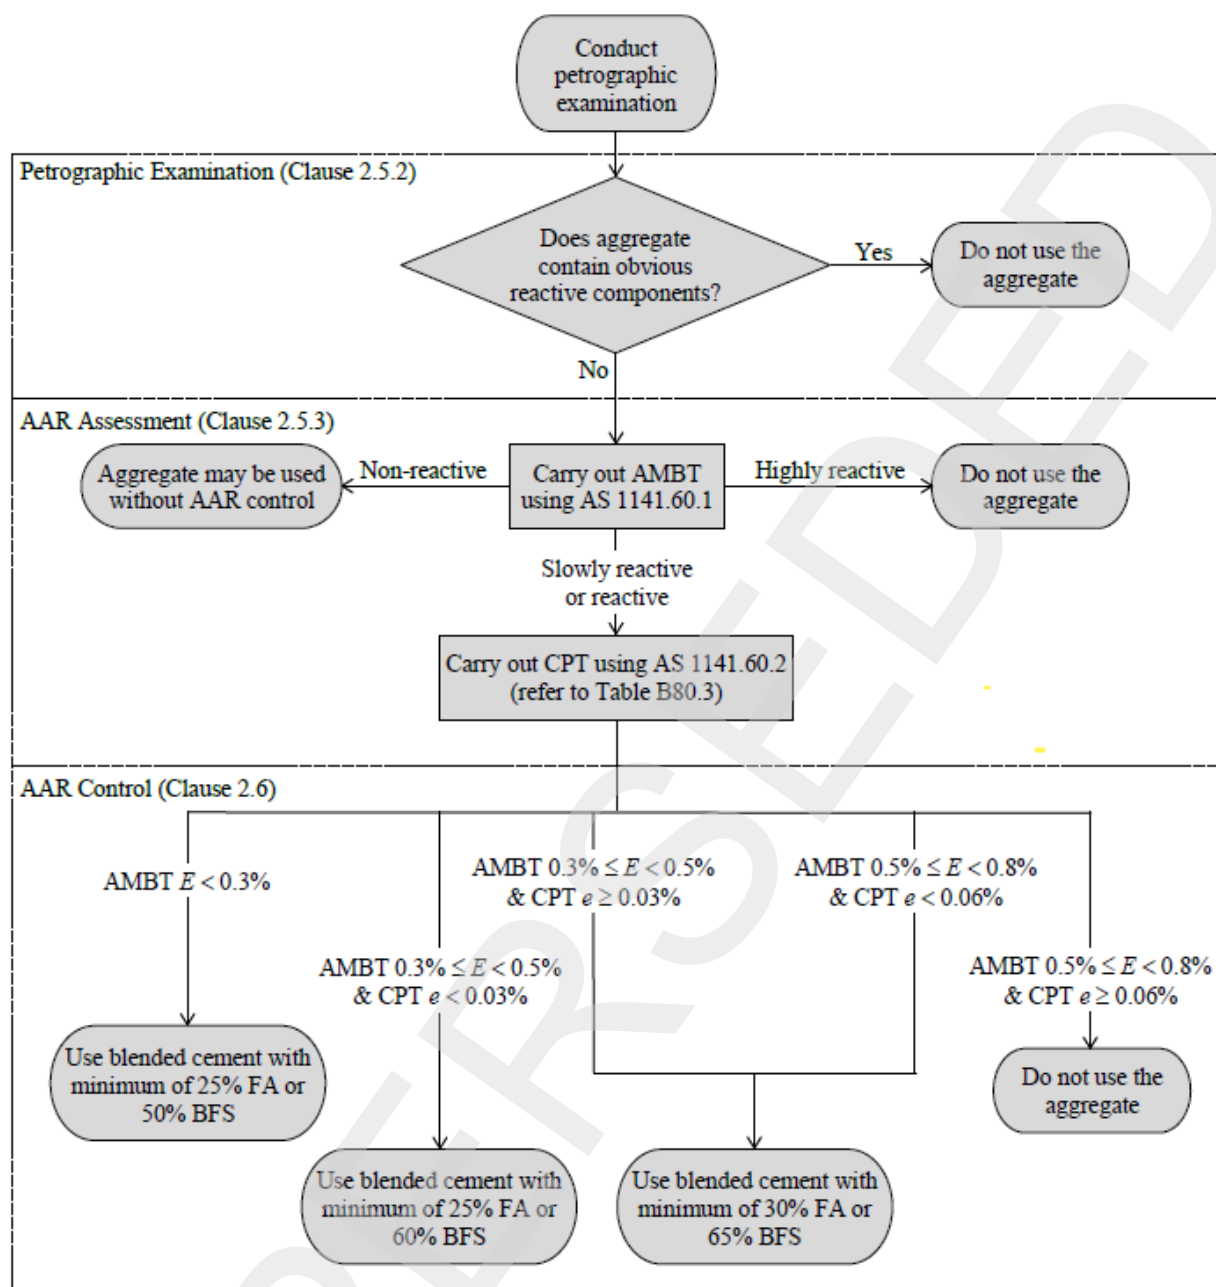 Conduct
petrographic
examination
Petrographic Examination (Clause 2.5.2)
Does aggregate
contain obvious
reactive components?
Yes
Do not use the
aggregate
No
AAR Assessment (Clause 2.5.3)
Aggregate may be used
without AAR control
Non-reactive
Carry out AMBT
using AS 1141.60.1
Highly reactive
Do not use the
aggregate
Slowly reactive
or reactive
Carry out CPT using AS 1141.60.2
(refer to Table B80.3)
AAR Control (Clause 2.6)
AMBT E < 0.3%
AMBT 0.3% ≤ E < 0.5%
& CPT e ≥ 0.03%
AMBT 0.5% ≤ E < 0.8%
& CPT e < 0.06%
AMBT 0.3% ≤ E < 0.5%
& CPT e < 0.03%
AMBT 0.5% ≤ E < 0.8%
& CPT e ≥ 0.06%
Use blended cement with
minimum of 25% FA or
50% BFS
Do not use the
aggregate
Use blended cement with
minimum of 25% FA or
60% BFS
Use blended cement with
minimum of 30% FA or
65% BFS
PERSEDED